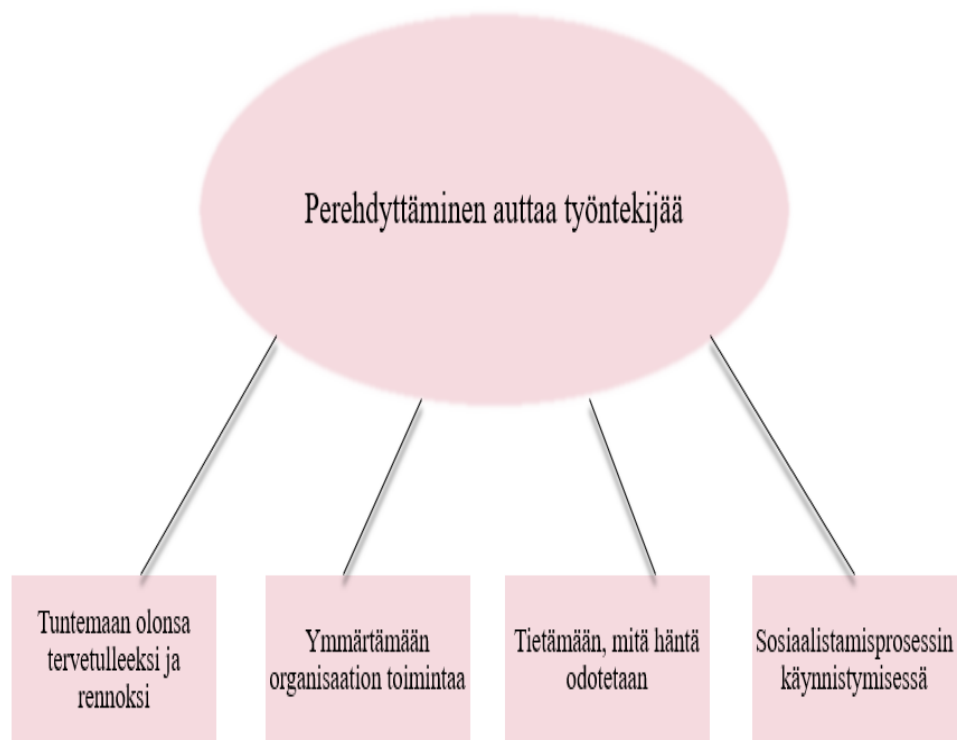 Perehdyttäminen auttaa työntekijää
Tuntemaan olonsa
tervetulleeksi ja
rennoksi
Ymmärtämään
organisaation toimintaa
Tietämään, mitä häntä
odotetaan
Sosiaalistamisprosessin
käynnistymisessä